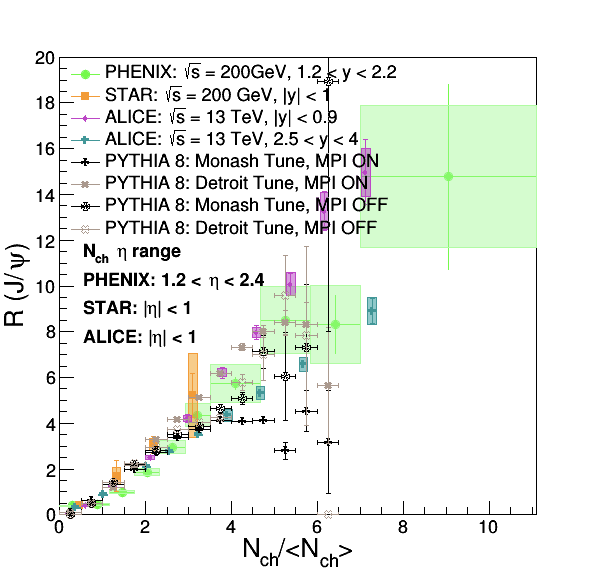 R (J/ψ)
20
18
16
14
12
10
8
6
4
2
0
PHENIX: √s = 200GeV, 1.2 < y < 2.2
STAR: √s = 200 GeV, |y| < 1
ALICE: √s = 13 TeV, |y| < 0.9
ALICE: √s = 13 TeV, 2.5 < y < 4
PYTHIA 8: Monash Tune, MPI ON
PYTHIA 8: Detroit Tune, MPI ON
PYTHIA 8: Monash Tune, MPI OFF
PYTHIA 8: Detroit Tune, MPI OFF
N_ch η range
PHENIX: 1.2 < η < 2.4
STAR: |η| < 1
ALICE: |η| < 1
0 2 4 6 8 10
N_ch/<N_ch>